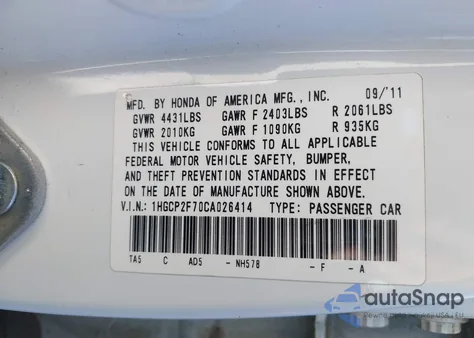 MFD. BY HONDA OF AMERICA MFG., INC. 09/'11
GVWR 4431LBS GAWR F 2403LBS R 2061LBS
GVWR 2010KG GAWR F 1090KG R 935KG
THIS VEHICLE CONFORMS TO ALL APPLICABLE
FEDERAL MOTOR VEHICLE SAFETY, BUMPER,
AND THEFT PREVENTION STANDARDS IN EFFECT
ON THE DATE OF MANUFACTURE SHOWN ABOVE.
V.I.N.: 1HGCP2F70CA026414 TYPE: PASSENGER CAR
TA5 C AD5 - NH578 - F - A
autoSnap